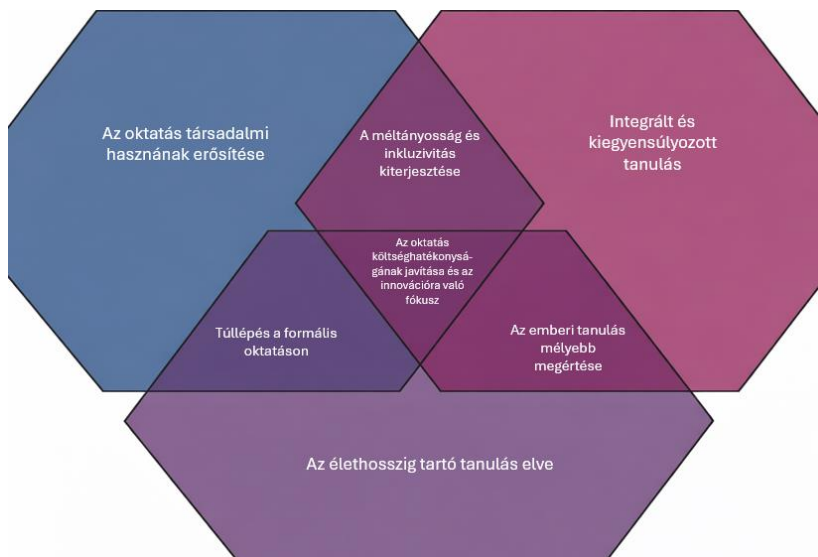 Az oktatás társadalmi
hasznának erősítése
A méltányosság és
inkluzivitás
kiterjesztése
Integrált és
kiegyensúlyozott
tanulás
Az oktatás
költséghatékonysá-
gának javítása és az
innovációra való
fókusz
Túllépés a formális
oktatáson
Az emberi tanulás
mélyebb
megértése
Az élethosszig tartó tanulás elve